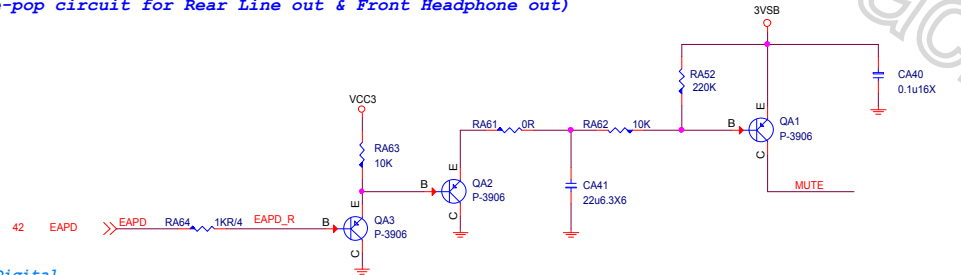 -pop circuit for Rear Line out & Front Headphone out)
3VSB
RA52
220K
CA40
0.1u16X
E
B
QA1
P-3906
C
MUTE
VCC3
RA61
0R
RA62
10K
RA63
10K
E
B
QA2
P-3906
C
CA41
22u6.3X6
42
EAPD
EAPD
RA64
1KR/4
EAPD_R
E
B
QA3
P-3906
C
Digital